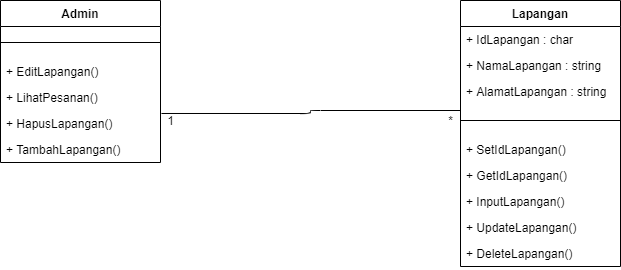 Admin
+ EditLapangan()
+ LihatPesanan()
+ HapusLapangan()
+ TambahLapangan()
1
*
Lapangan
+ IdLapangan : char
+ NamaLapangan : string
+ AlamatLapangan : string
+ SetIdLapangan()
+ GetIdLapangan()
+ InputLapangan()
+ UpdateLapangan()
+ DeleteLapangan()